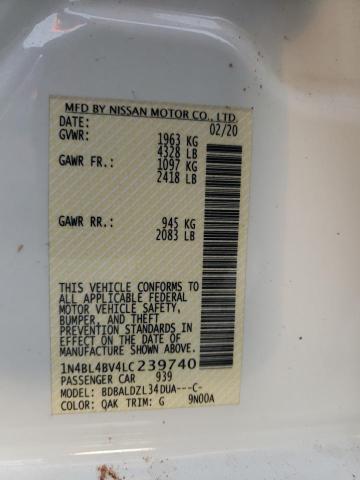 MFD BY NISSAN MOTOR CO., LTD.
DATE: 02/20
GVWR: 1963 KG
4328 LB
GAWR FR.: 1097 KG
2418 LB
GAWR RR.: 945 KG
2083 LB
THIS VEHICLE CONFORMS TO
ALL APPLICABLE FEDERAL
MOTOR VEHICLE SAFETY,
BUMPER, AND THEFT
PREVENTION STANDARDS IN
EFFECT ON THE DATE OF
MANUFACTURE SHOWN ABOVE.
1N4BL4BV4LC239740
PASSENGER CAR 939
MODEL: BDBALDZL34DUA---C-
COLOR: QAK TRIM: G 9N00A